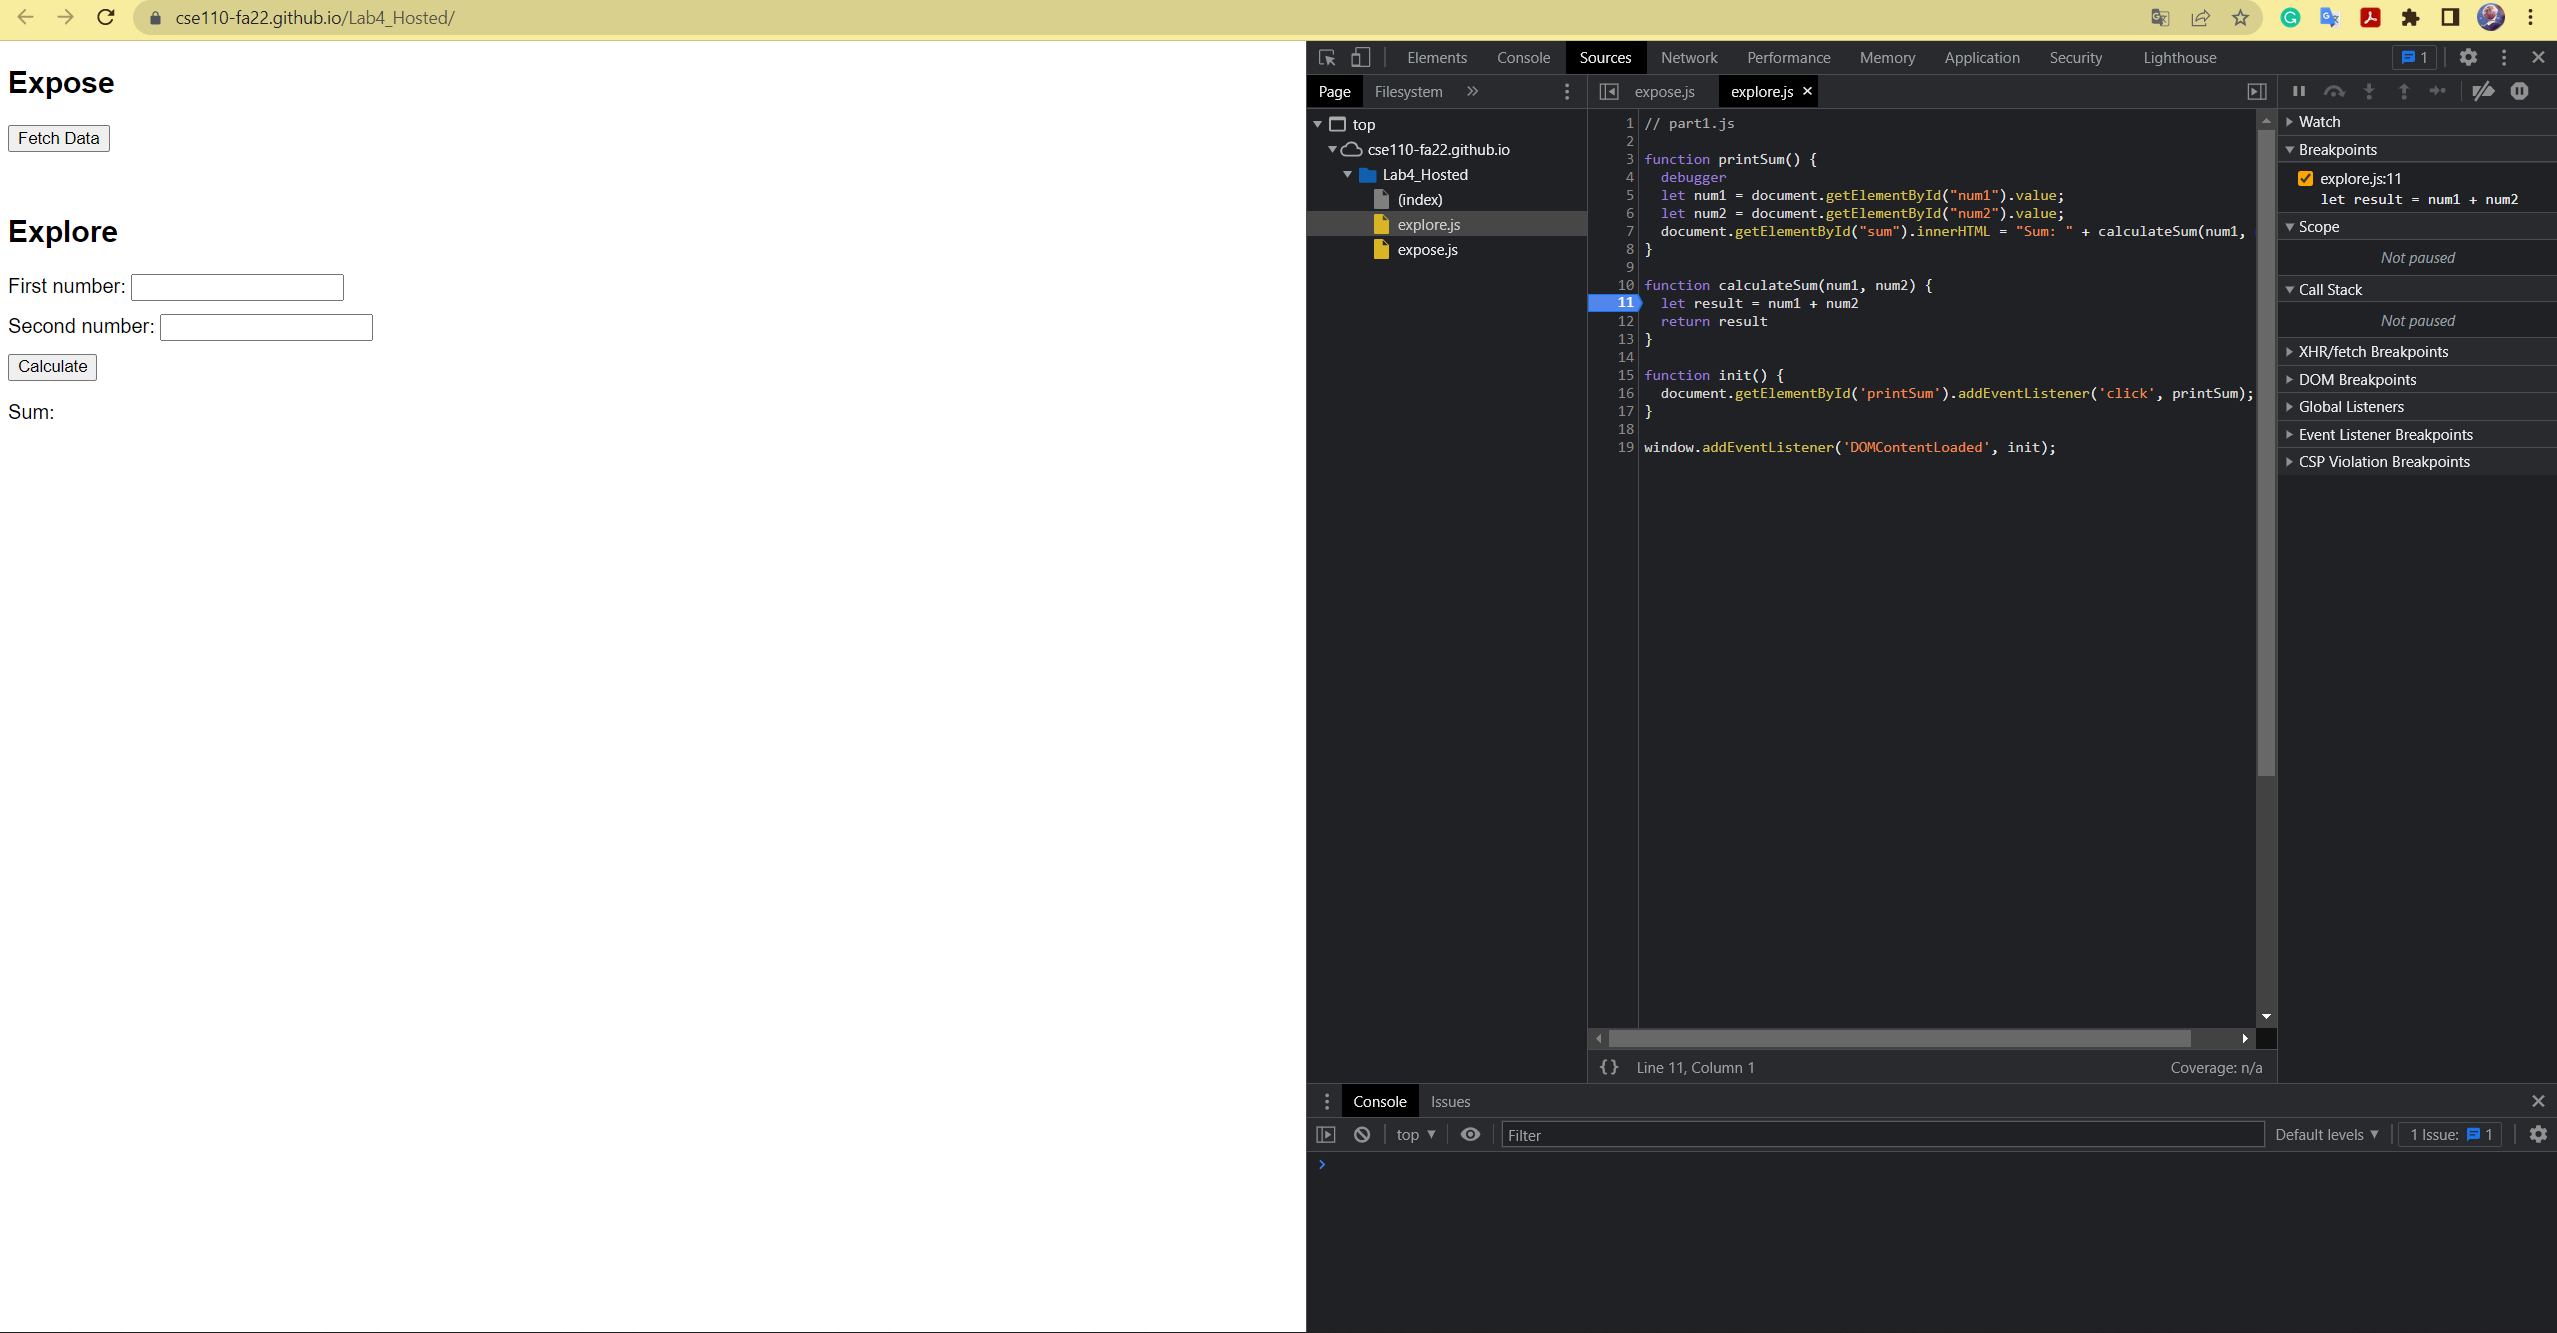 cse110-fa22.github.io/Lab4_Hosted/
Expose
Fetch Data
Explore
First number:
Second number:
Calculate
Sum:
Elements Console Sources Network Performance Memory Application Security Lighthouse 1
Page Filesystem
top
cse110-fa22.github.io
Lab4_Hosted
(index)
explore.js
expose.js
expose.js explore.js
1 // part1.js
2
3 function printSum() {
4 debugger
5 let num1 = document.getElementById("num1").value;
6 let num2 = document.getElementById("num2").value;
7 document.getElementById("sum").innerHTML = "Sum: " + calculateSum(num1,
8 }
9
10 function calculateSum(num1, num2) {
11 let result = num1 + num2
12 return result
13 }
14
15 function init() {
16 document.getElementById('printSum').addEventListener('click', printSum);
17 }
18
19 window.addEventListener('DOMContentLoaded', init);
{} Line 11, Column 1 Coverage: n/a
Watch
Breakpoints
explore.js:11
let result = num1 + num2
Scope
Not paused
Call Stack
Not paused
XHR/fetch Breakpoints
DOM Breakpoints
Global Listeners
Event Listener Breakpoints
CSP Violation Breakpoints
Console Issues
top Filter Default levels 1 Issue: 1